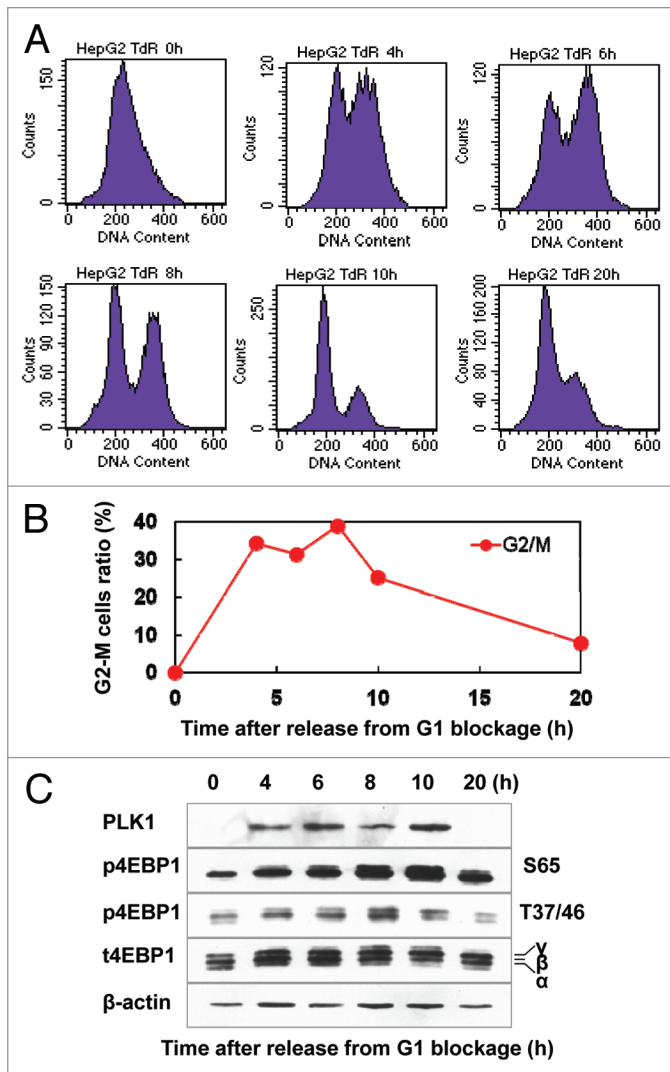 A
HepG2 TdR 0h
150
0
Counts
0 200 400 600
DNA Content
HepG2 TdR 4h
120
0
Counts
0 200 400 600
DNA Content
HepG2 TdR 6h
120
0
Counts
0 200 400 600
DNA Content
HepG2 TdR 8h
150
120
90
60
30
0
Counts
0 200 400 600
DNA Content
HepG2 TdR 10h
250
0
Counts
0 200 400 600
DNA Content
HepG2 TdR 20h
200
160
120
80
40
0
Counts
0 200 400 600
DNA Content
B
G2-M cells ratio (%)
40
30
20
10
0
G2/M
0 5 10 15 20
Time after release from G1 blockage (h)
C
0 4 6 8 10 20 (h)
PLK1
p4EBP1 S65
p4EBP1 T37/46
t4EBP1 γ
β
α
β-actin
Time after release from G1 blockage (h)